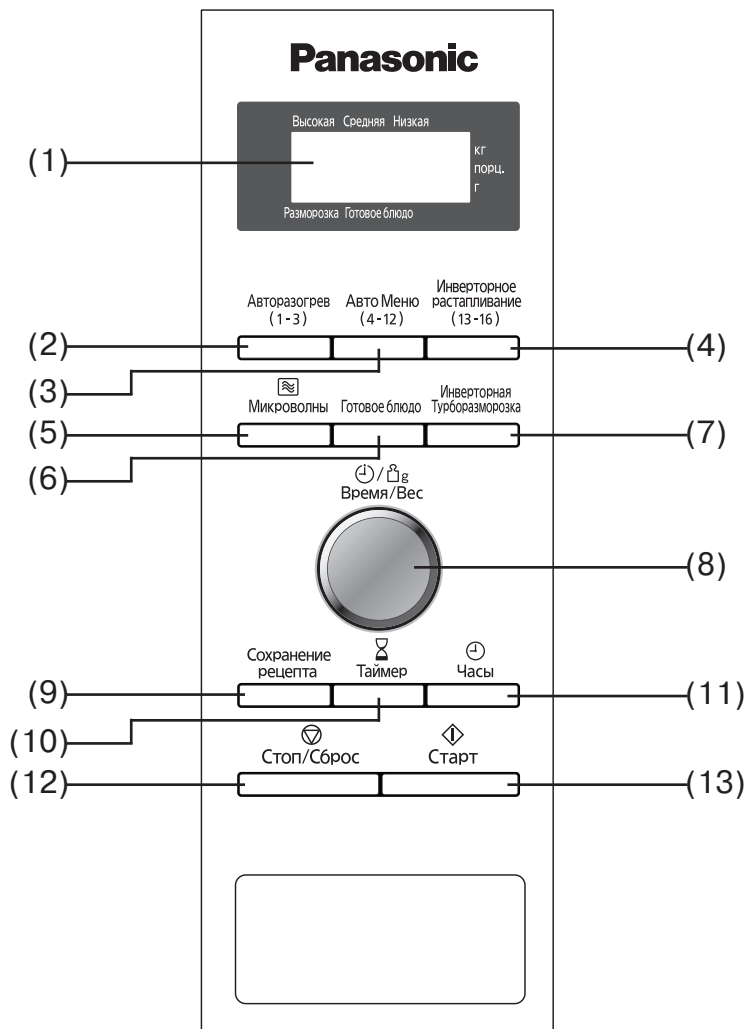 Panasonic
Высокая Средняя Низкая
(1)
кг
порц.
г
Разморозка Готовое блюдо
Авторазогрев
(1-3)
Авто Меню
(4-12)
Инверторное
растапливание
(13-16)
(2)
(3)
(4)
Микроволны
Готовое блюдо
Инверторная
Турборазморозка
(5)
(6)
(7)
/ g
Время/Вес
(8)
Сохранение
рецепта
Таймер
Часы
(9)
(10)
(11)
Стоп/Сброс
Старт
(12)
(13)